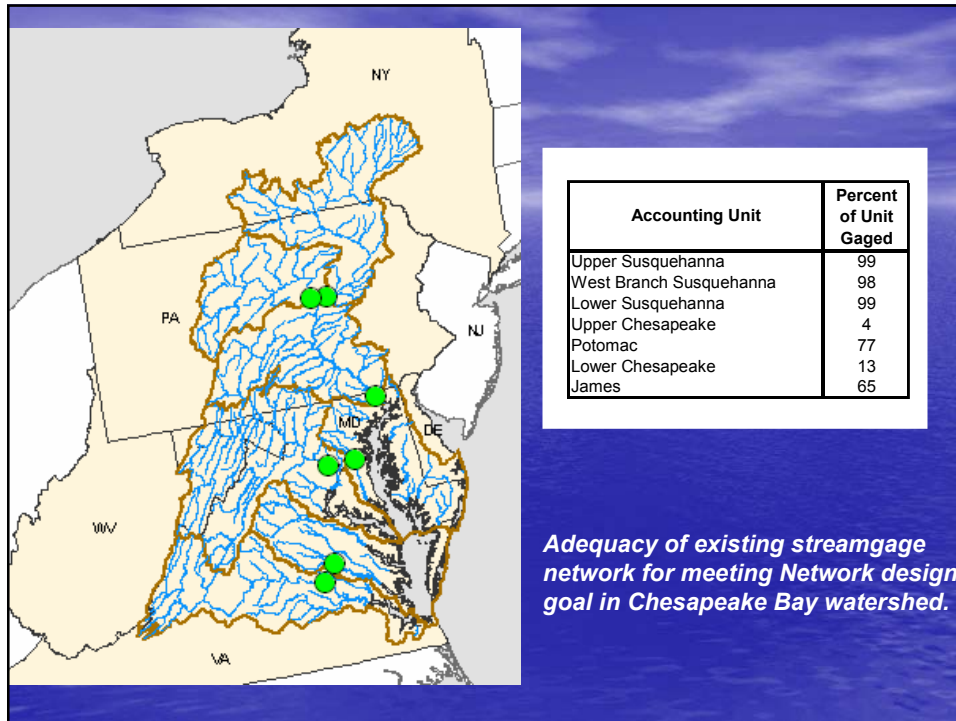 NY
PA
NJ
MD
DE
WV
VA
Accounting Unit
Percent
of Unit
Gaged
Upper Susquehanna 99
West Branch Susquehanna 98
Lower Susquehanna 99
Upper Chesapeake 4
Potomac 77
Lower Chesapeake 13
James 65
Adequacy of existing streamgage
network for meeting Network design
goal in Chesapeake Bay watershed.